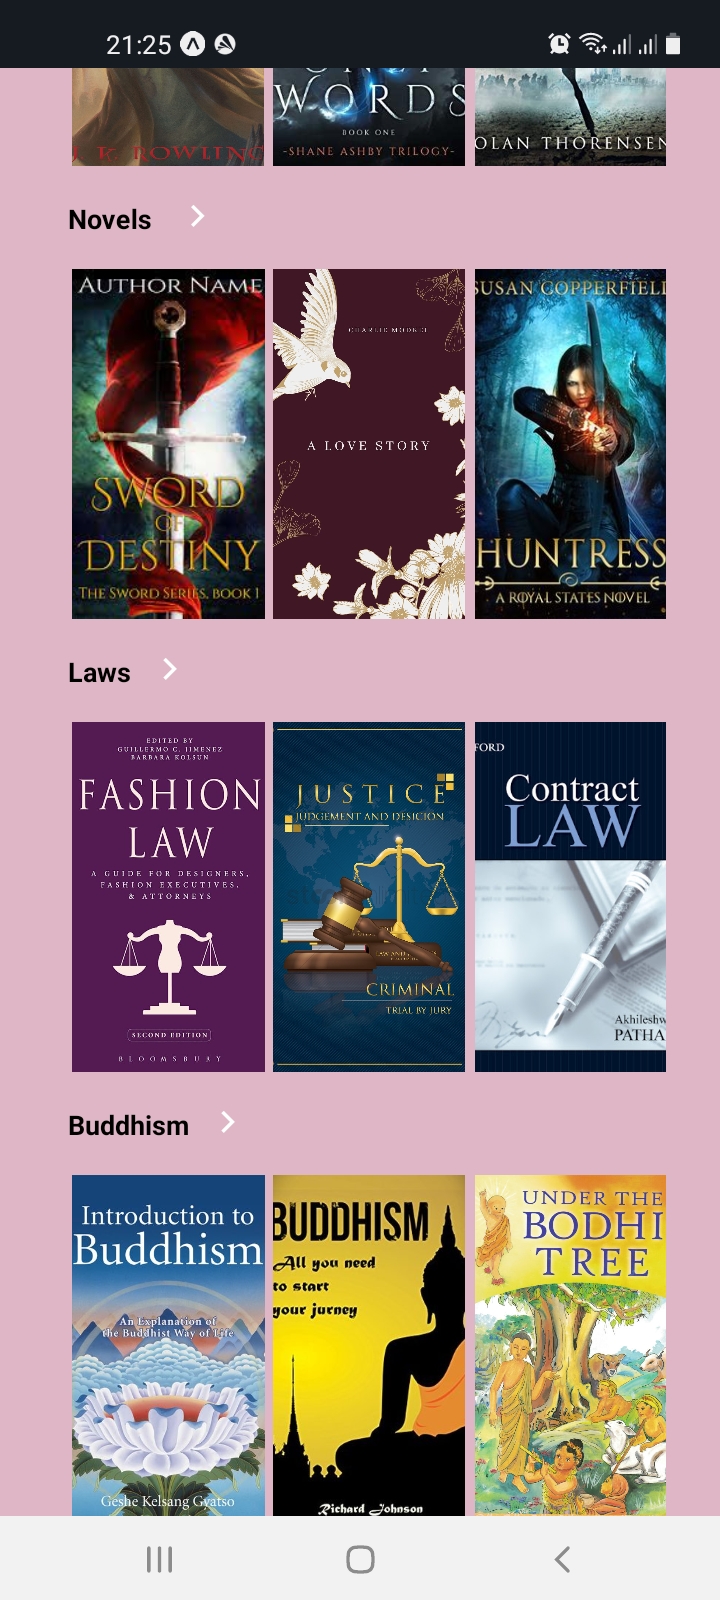 21:25
ONLY
WORDS
BOOK ONE
-SHANE ASHBY TRILOGY-
J. K. ROWLING
OLAN THORENSEN
Novels
AUTHOR NAME
SWORD
OF
DESTINY
THE SWORD SERIES, BOOK 1
A LOVE STORY
SUSAN COPPERFIELD
HUNTRESS
A ROYAL STATES NOVEL
Laws
EDITED BY
GUILLERMO C. JIMENEZ
BARBARA KOLSUN
FASHION
LAW
A GUIDE FOR DESIGNERS,
FASHION EXECUTIVES,
& ATTORNEYS
SECOND EDITION
BLOOMSBURY
JUSTICE
JUDGEMENT AND DESICION
CRIMINAL
TRIAL BY JURY
FORD
Contract
LAW
Akhileshw
PATHA
Buddhism
Introduction to
Buddhism
An Explanation of
the Buddhist Way of Life
Geshe Kelsang Gyatso
BUDDHISM
All you need
to start
your jurney
Richard Johnson
UNDER THE
BODHI
TREE